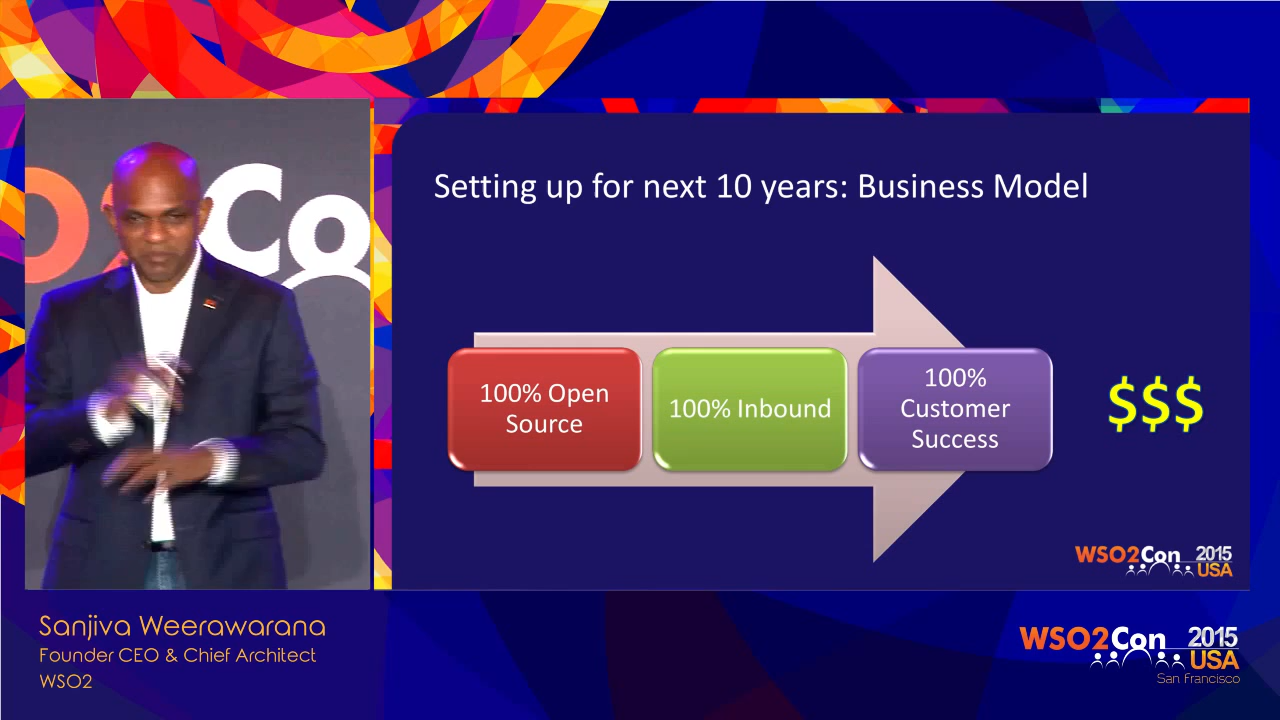 Co
Setting up for next 10 years: Business Model
100% Open
Source
100% Inbound
100%
Customer
Success
$$$
WSO2Con 2015
USA
Sanjiva Weerawarana
Founder CEO & Chief Architect
WSO2
WSO2Con 2015
USA
San Francisco